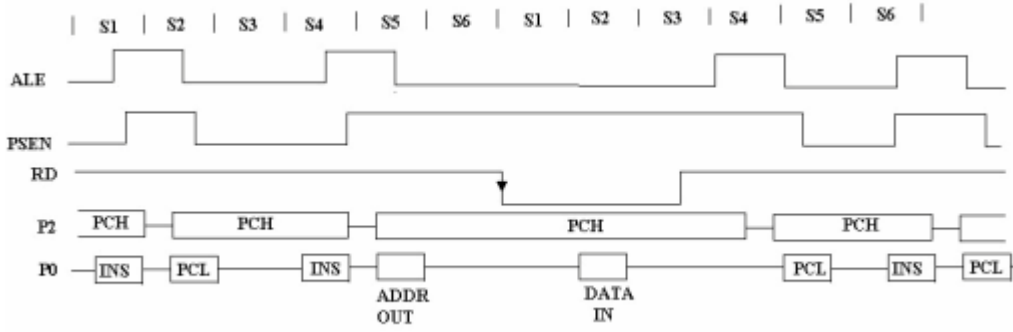 S1 S2 S3 S4 S5 S6 S1 S2 S3 S4 S5 S6
ALE
PSEN
RD
P2 PCH PCH PCH PCH
P0 INS PCL INS PCL INS PCL
ADDR OUT
DATA IN